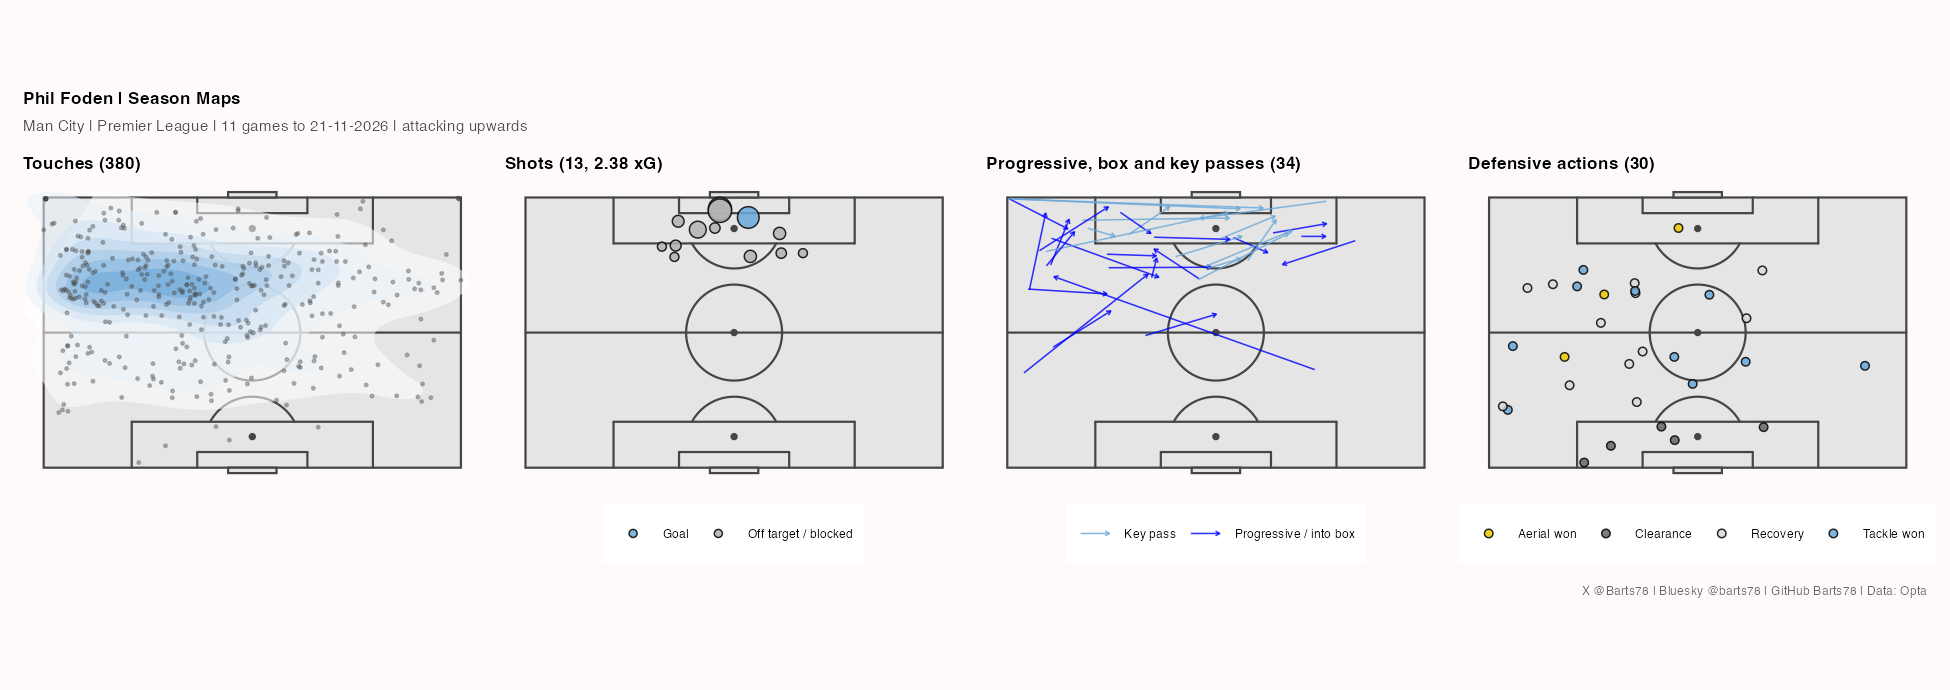 Phil Foden | Season Maps
Man City | Premier League | 11 games to 21-11-2026 | attacking upwards
Touches (380)
Shots (13, 2.38 xG)
Progressive, box and key passes (34)
Defensive actions (30)
Goal
Off target / blocked
Key pass
Progressive / into box
Aerial won
Clearance
Recovery
Tackle won
X @Barts78 | Bluesky @barts78 | GitHub Barts78 | Data: Opta